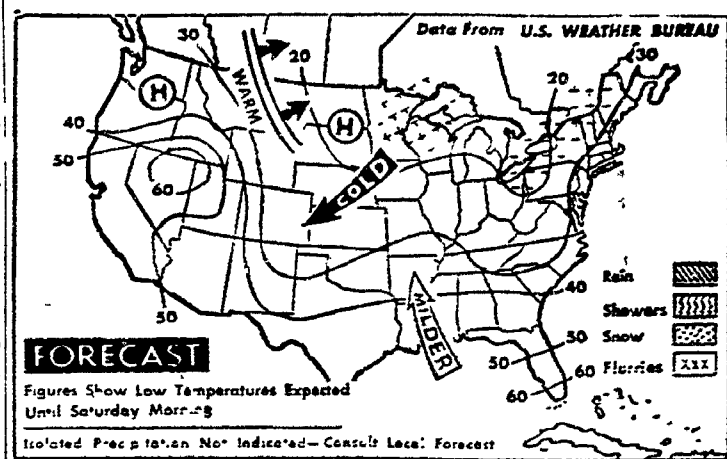 Data From U.S. WEATHER BUREAU
30
30
20
20
WARM
H
H
40
50
60
COLD
50
MILDER
40
50
50
60
60
Rain
Showers
Snow
Flurries
FORECAST
Figures Show Low Temperatures Expected
Until Saturday Morning
Isolated Precipitation Not Indicated— Consult Local Forecast